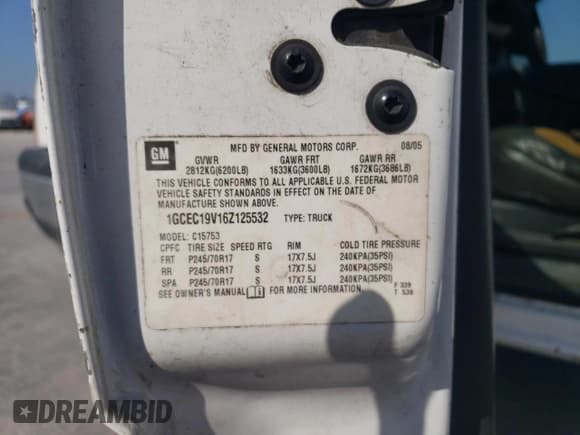 GM
MFD BY GENERAL MOTORS CORP. 08/05
GVWR GAWR FRT GAWR RR
2812KG(6200LB) 1633KG(3600LB) 1672KG(3686LB)
THIS VEHICLE CONFORMS TO ALL APPLICABLE U.S. FEDERAL MOTOR
VEHICLE SAFETY STANDARDS IN EFFECT ON THE DATE OF
MANUFACTURE SHOWN ABOVE.
1GCEC19V16Z125532 TYPE: TRUCK
MODEL: C15753
CPFC TIRE SIZE SPEED RTG RIM COLD TIRE PRESSURE
FRT P245/70R17 S 17X7.5J 240KPA(35PSI)
RR P245/70R17 S 17X7.5J 240KPA(35PSI)
SPA P245/70R17 S 17X7.5J 240KPA(35PSI)
SEE OWNER'S MANUAL FOR MORE INFORMATION.
F 339
T 539
DREAMBID